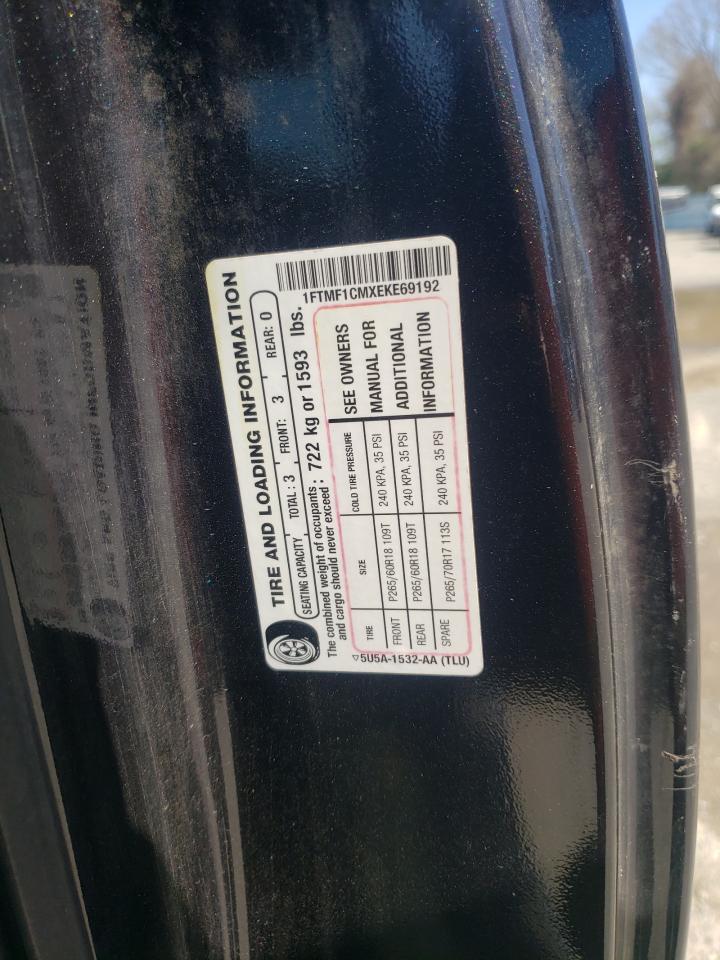 TIRE AND LOADING INFORMATION
SEATING CAPACITY TOTAL: 3 FRONT: 3 REAR: 0
The combined weight of occupants and cargo should never exceed : 722 kg or 1593 lbs.
TIRE SIZE COLD TIRE PRESSURE
FRONT P265/60R18 109T 240 KPA, 35 PSI
REAR P265/60R18 109T 240 KPA, 35 PSI
SPARE P265/70R17 113S 240 KPA, 35 PSI
SEE OWNERS
MANUAL FOR
ADDITIONAL
INFORMATION
5U5A-1532-AA (TLU)
1FTMF1CMXEKE69192